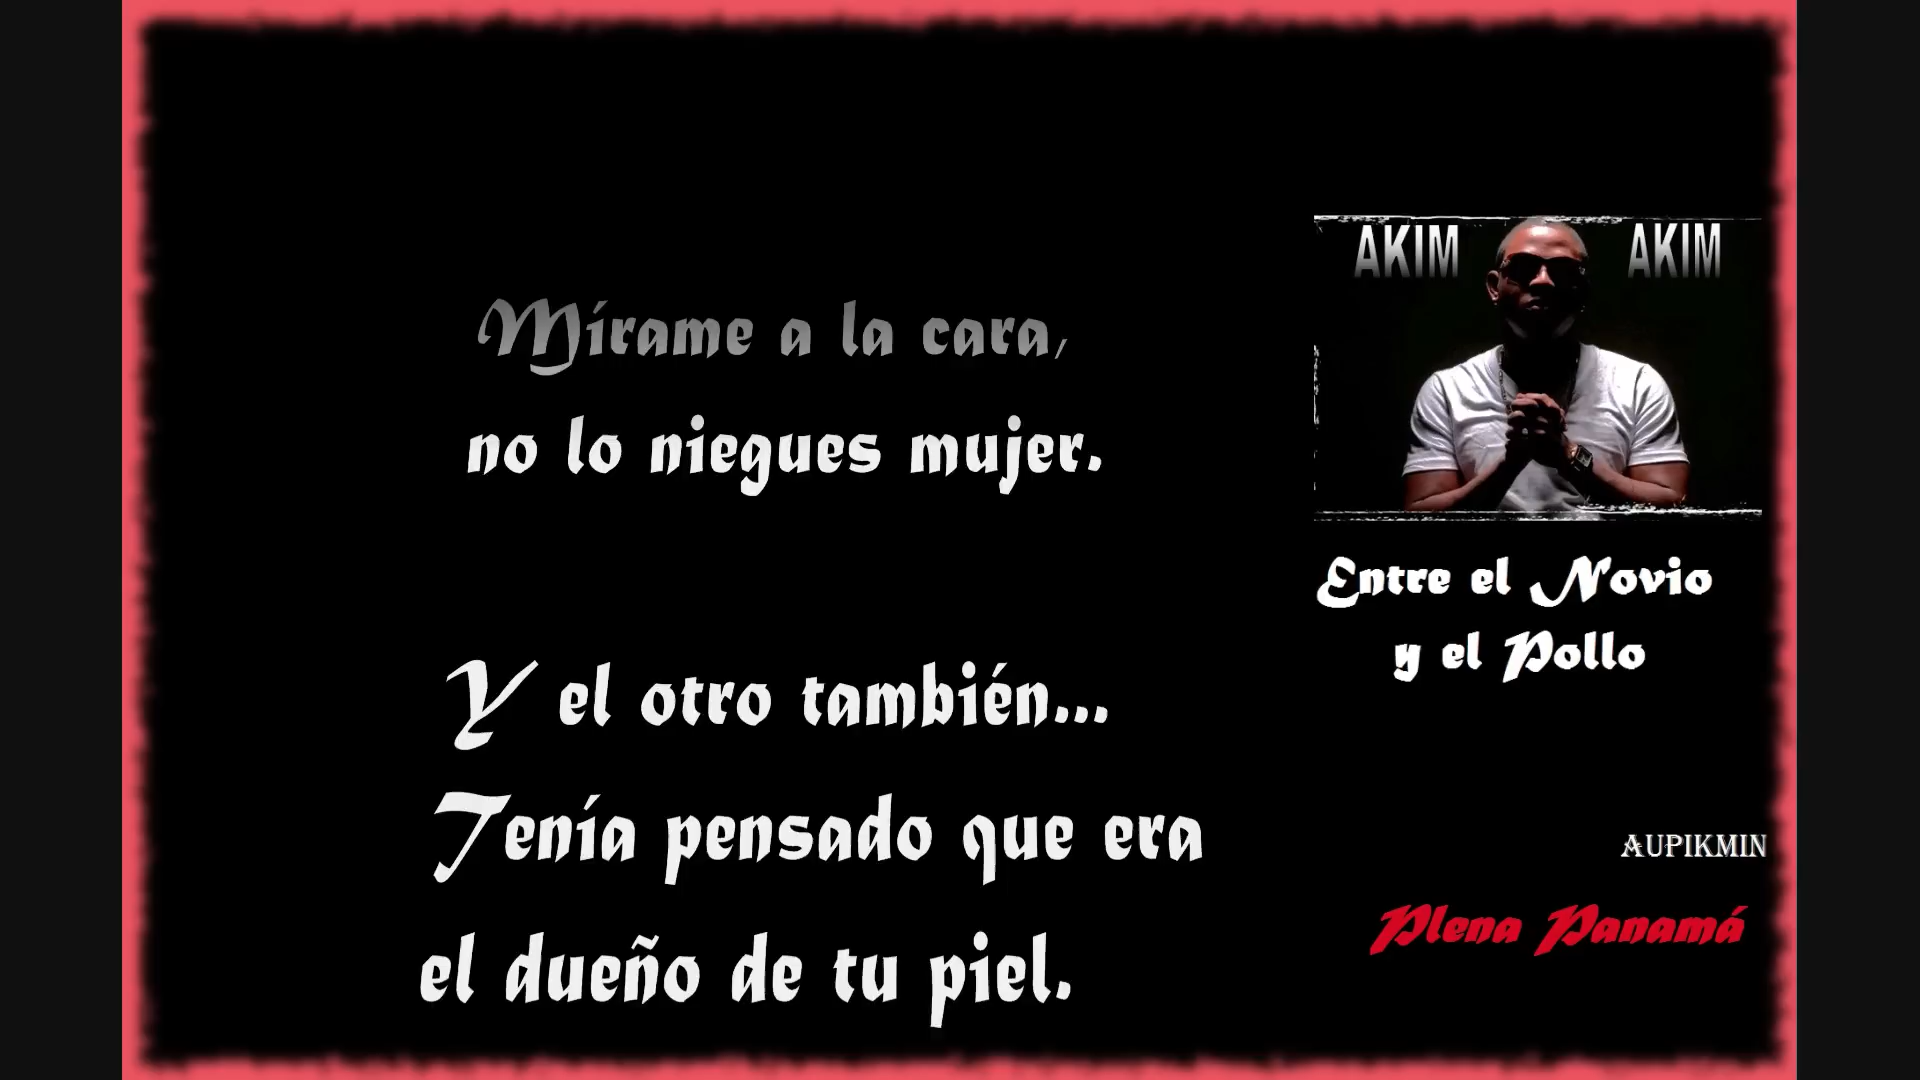 Mírame a la cara,
no lo niegues mujer.
Y el otro también...
Tenía pensado que era
el dueño de tu piel.
AKIM AKIM
Entre el Novio
y el Pollo
AUPIKMIN
Plena Panamá